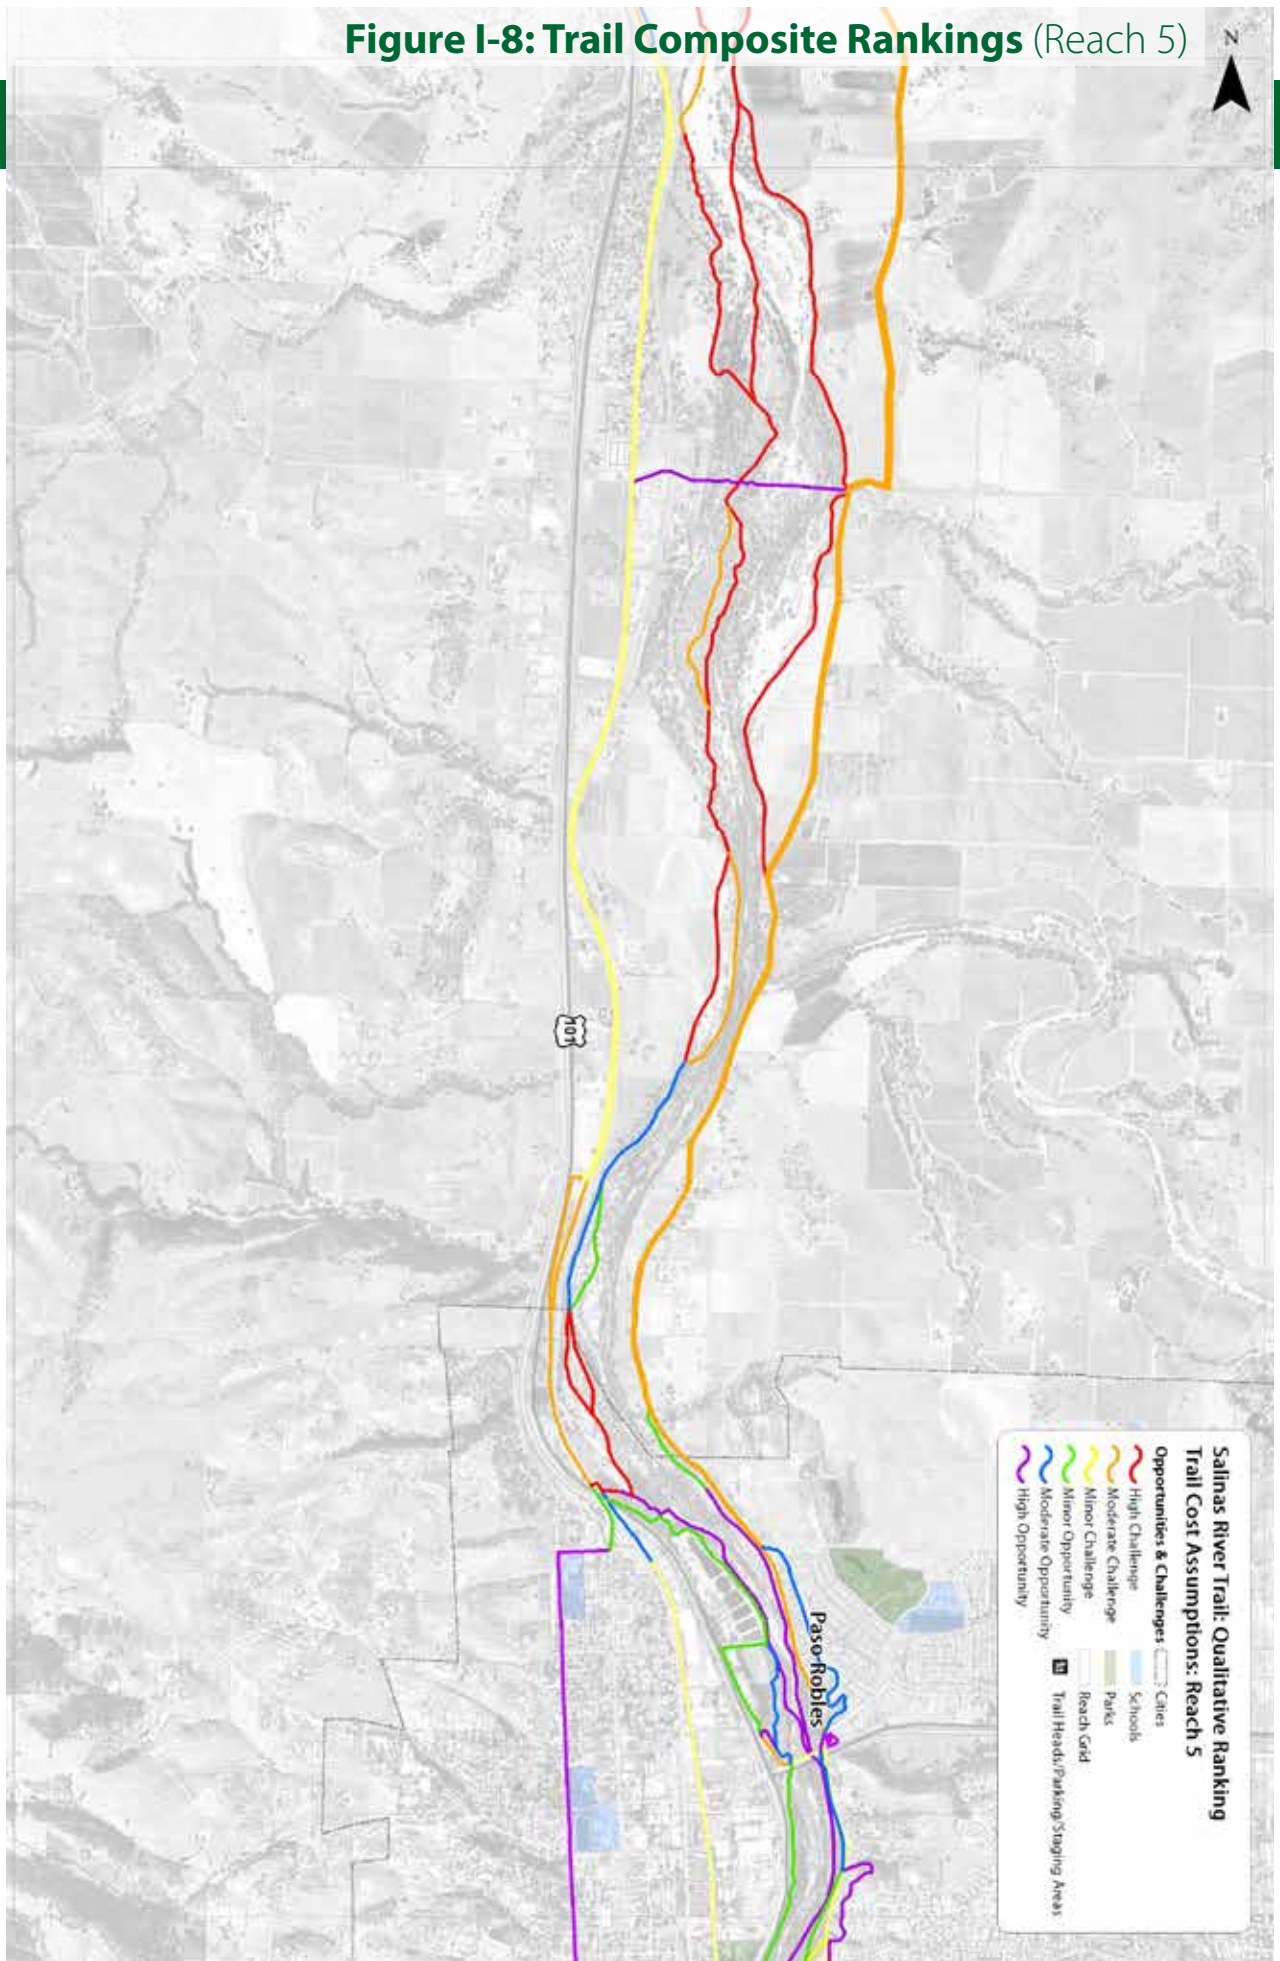 Figure I-8: Trail Composite Rankings (Reach 5)
N
Salinas River Trail: Qualitative Ranking
Trail Cost Assumptions: Reach 5
Opportunities & Challenges
High Challenge
Moderate Challenge
Minor Challenge
Minor Opportunity
Moderate Opportunity
High Opportunity
Cities
Schools
Parks
Reach Grid
Trail Heads/Parking/Staging Areas
101
Paso Robles